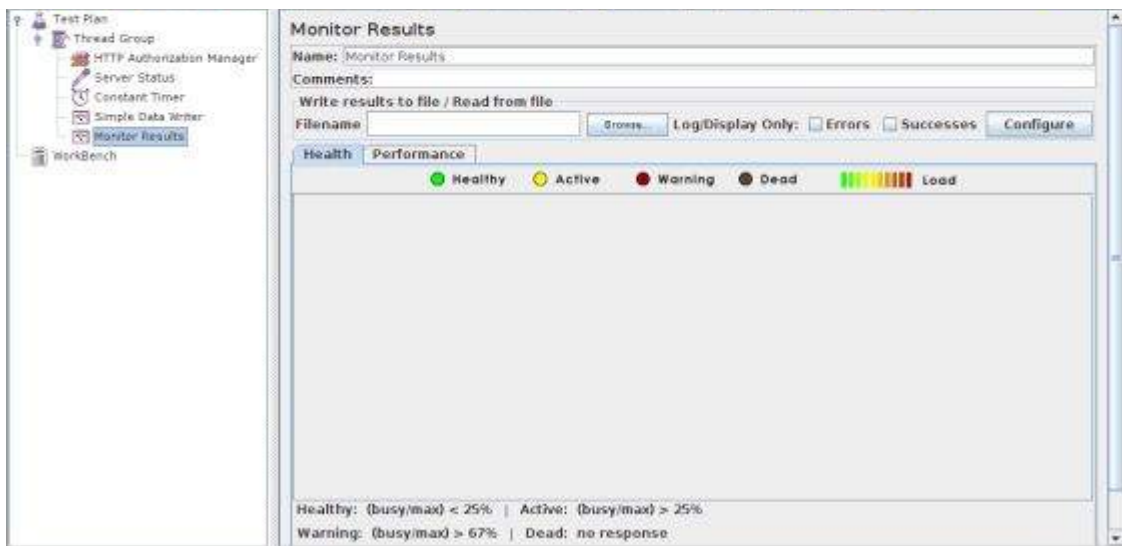 Test Plan
Thread Group
HTTP Authorization Manager
Server Status
Constant Timer
Simple Data Writer
Monitor Results
WorkBench
Monitor Results
Name: Monitor Results
Comments:
Write results to file / Read from file
Filename Browse... Log/Display Only: Errors Successes Configure
Health Performance
Healthy Active Warning Dead Load
Healthy: (busy/max) < 25% | Active: (busy/max) > 25%
Warning: (busy/max) > 67% | Dead: no response